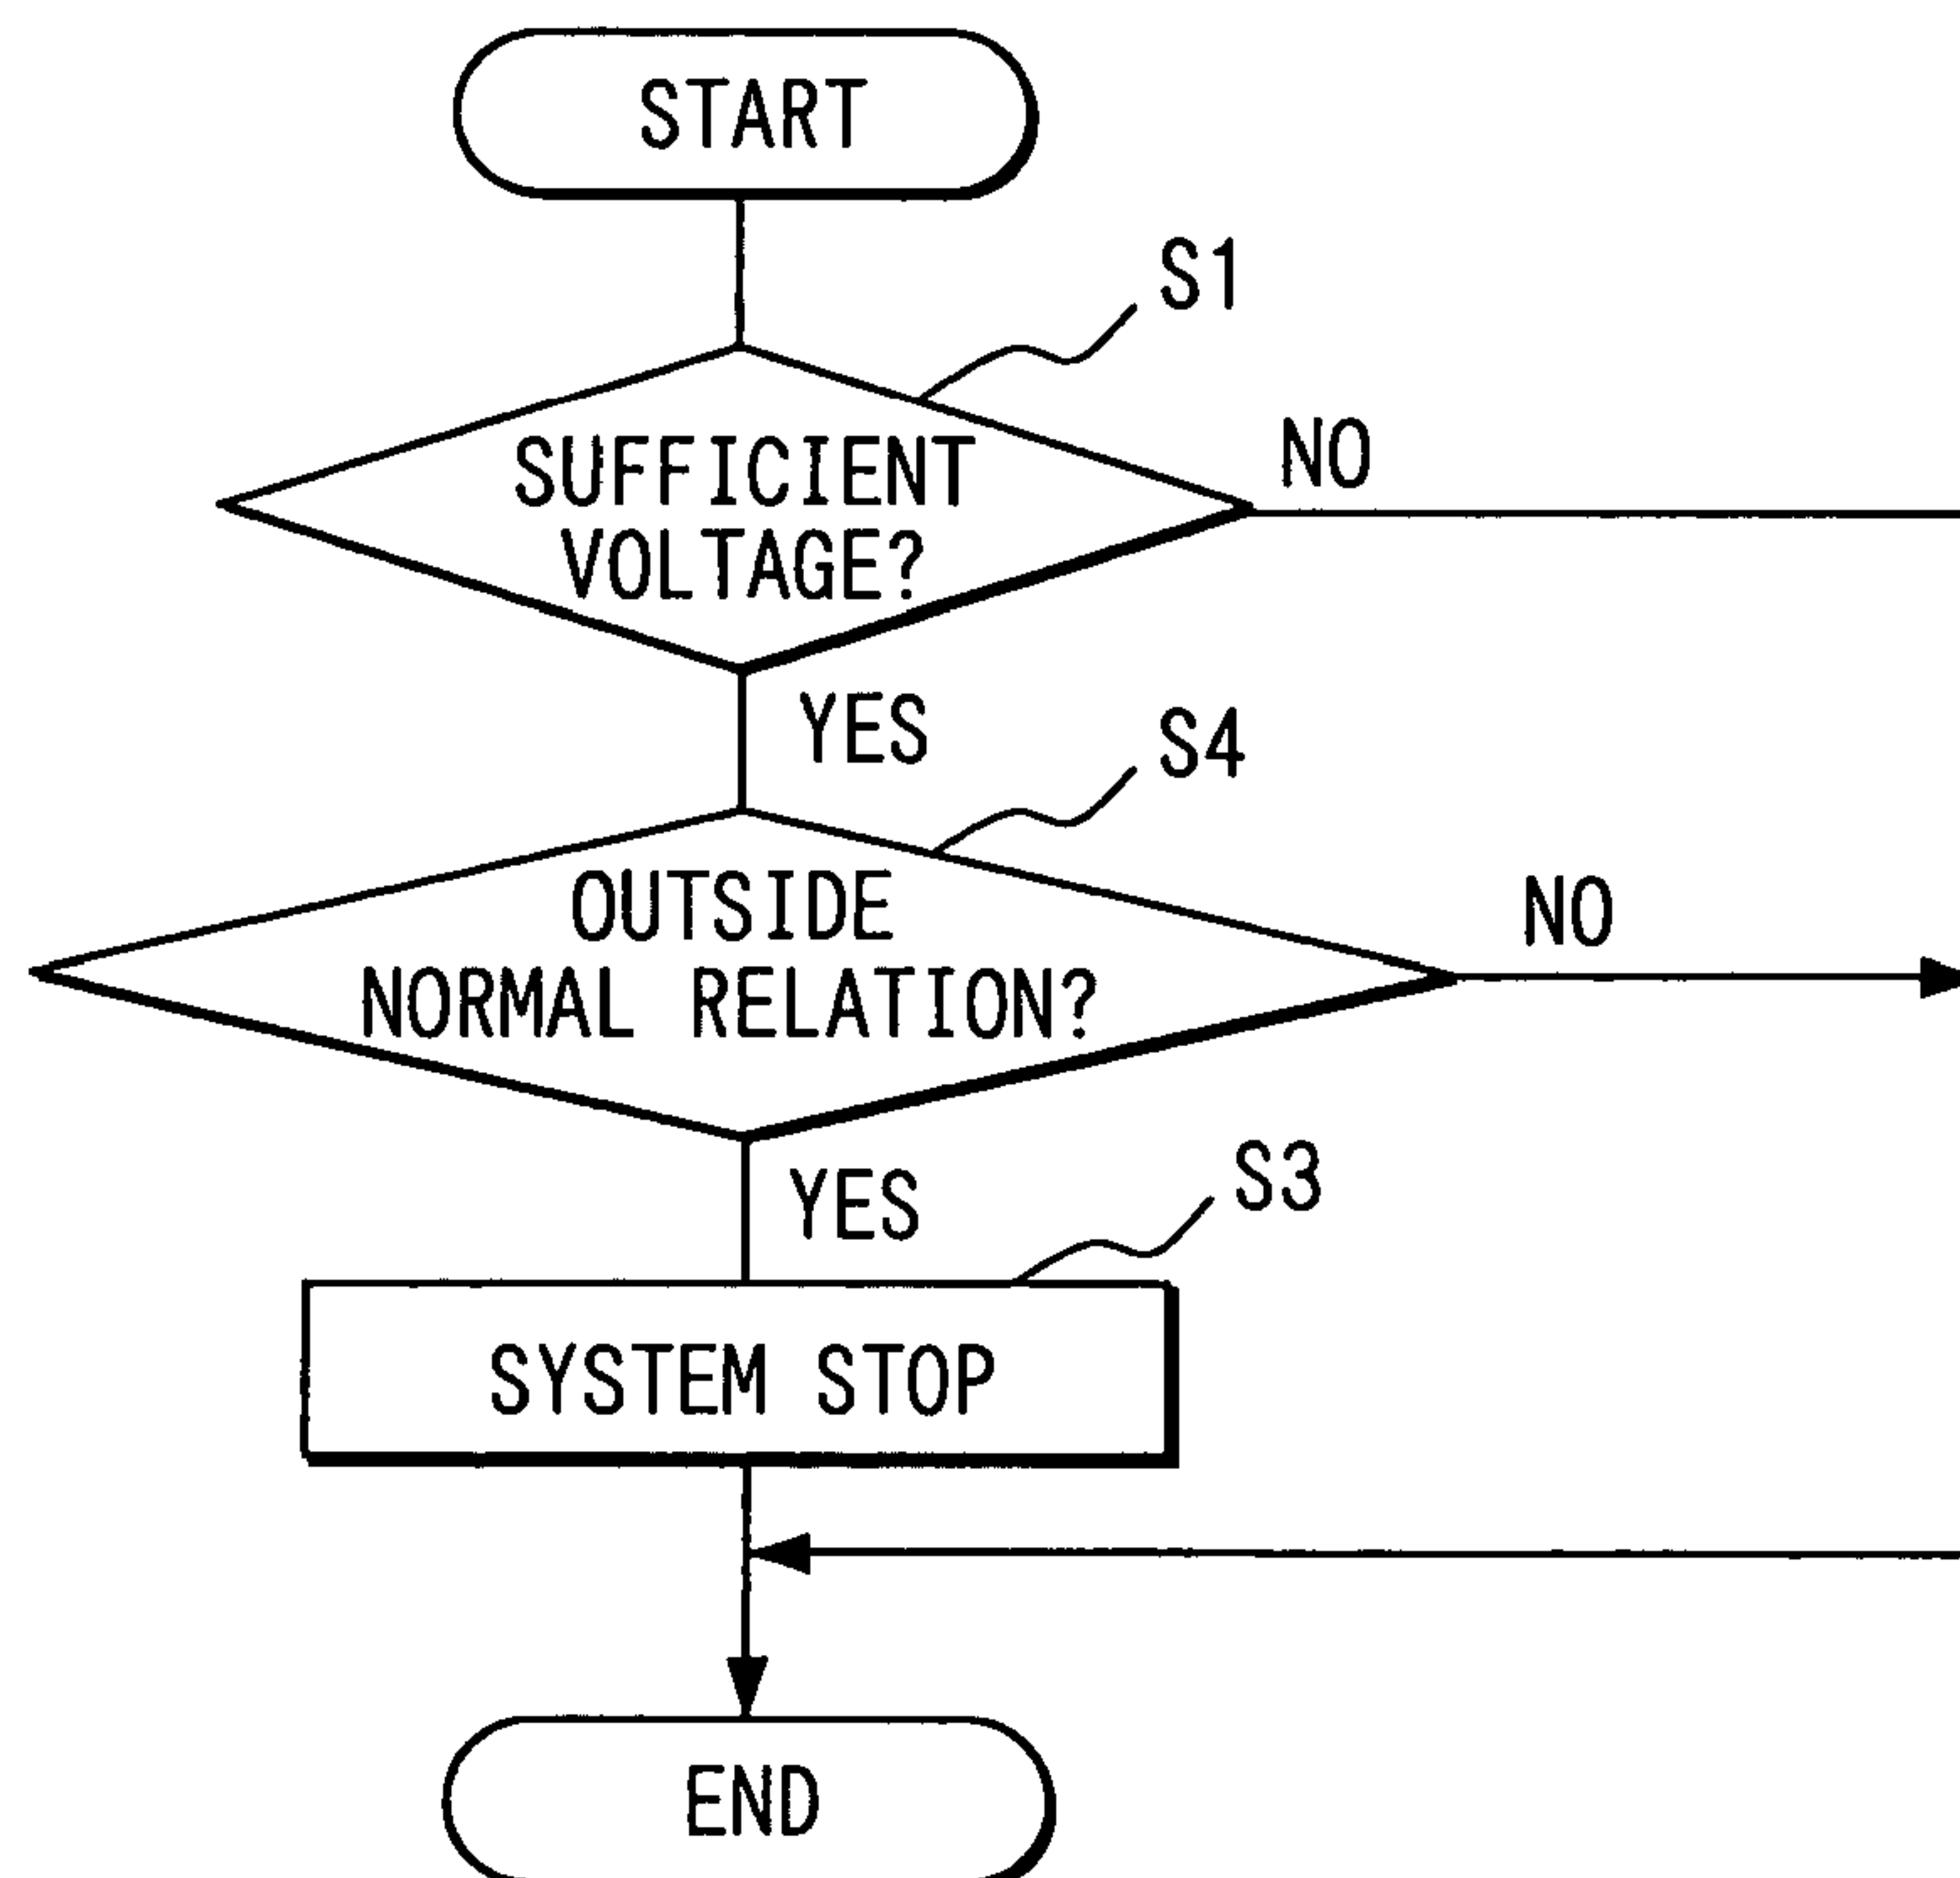 START
S1
SUFFICIENT
VOLTAGE?
NO
YES
S4
OUTSIDE
NORMAL RELATION?
NO
YES
S3
SYSTEM STOP
END